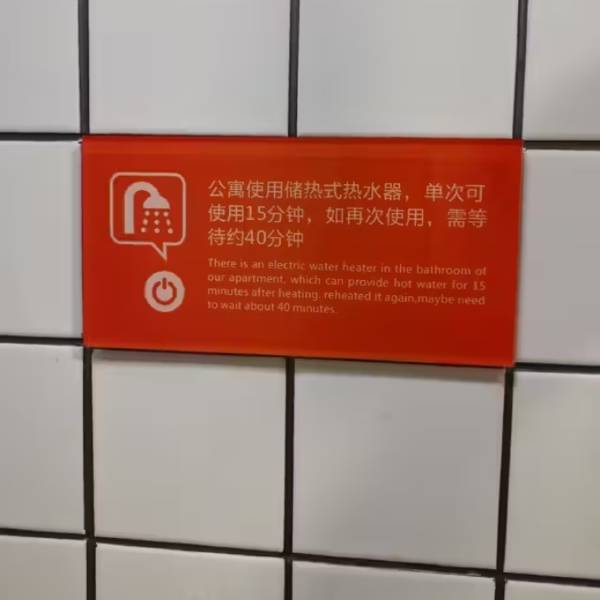 公寓使用储热式热水器，单次可
使用15分钟，如再次使用，需等
待约40分钟
There is an electric water heater in the bathroom of
our apartment, which can provide hot water for 15
minutes after heating. reheated it again,maybe need
to wait about 40 minutes.